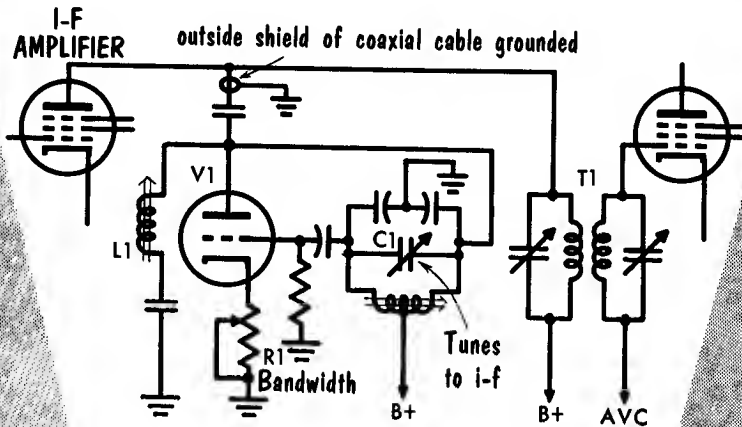 I-F
AMPLIFIER
outside shield of coaxial cable grounded
V1
T1
C1
L1
R1
Bandwidth
Tunes
to i-f
B+
B+
AVC